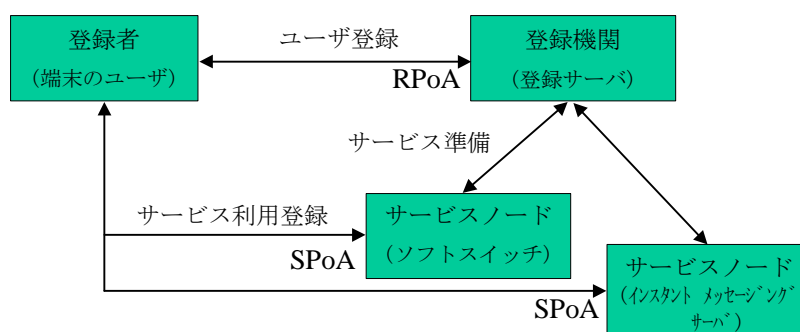 登録者
(端末のユーザ)
ユーザ登録
RPoA
登録機関
(登録サーバ)
サービス準備
サービス利用登録
SPoA
サービスノード
(ソフトスイッチ)
SPoA
サービスノード
(インスタント メッセージング
サーバ)